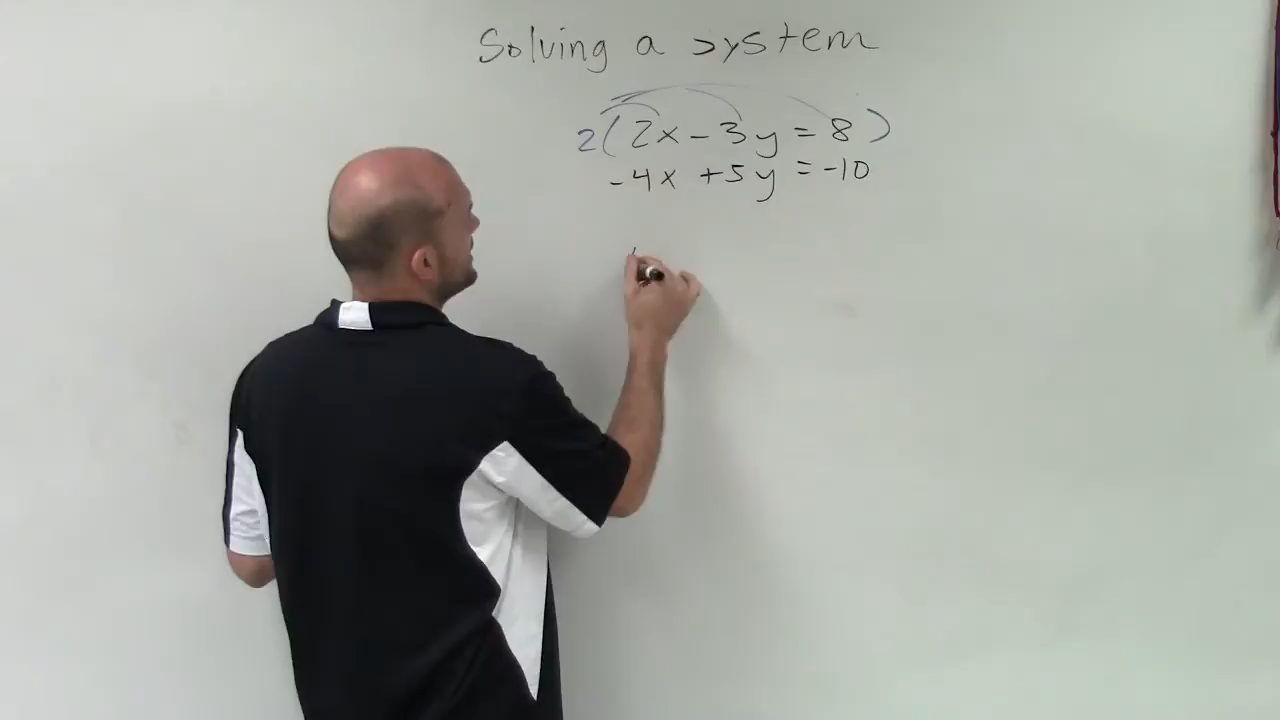 Solving a system
2(2x - 3y = 8)
-4x + 5y = -10